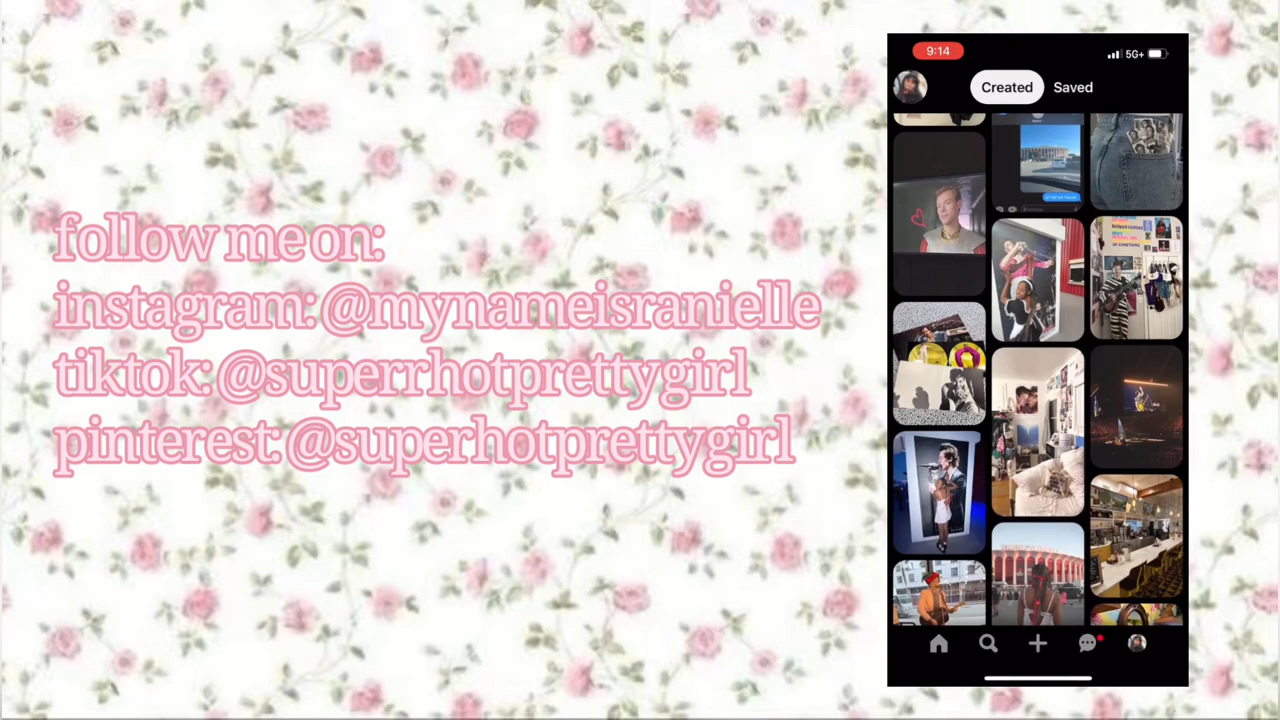 follow me on:
instagram: @mynameisranielle
tiktok: @superrhotprettygirl
pinterest: @superhotprettygirl
9:14
5G+
Created
Saved